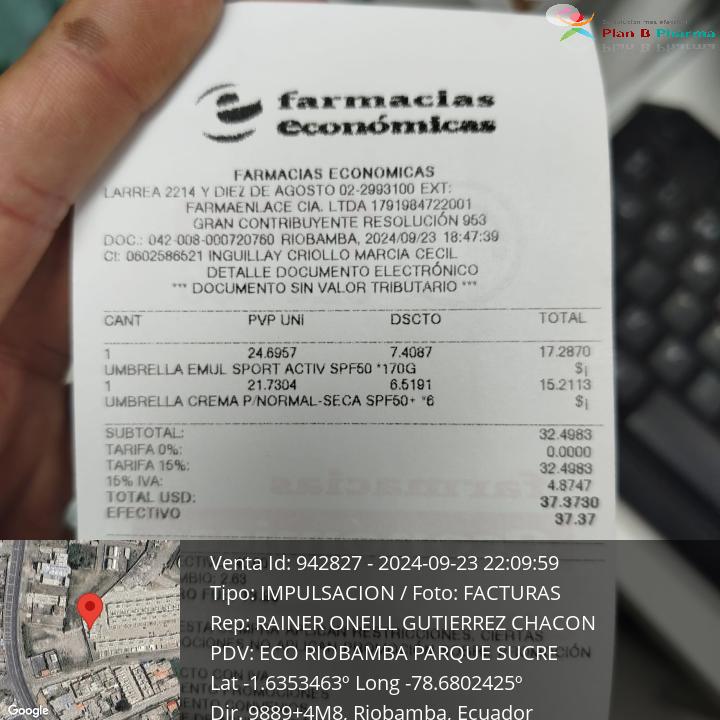 Plan B Pharma
farmacias
económicas
FARMACIAS ECONOMICAS
LARREA 2214 Y DIEZ DE AGOSTO 02-2993100 EXT:
FARMAENLACE CIA. LTDA 1791984722001
GRAN CONTRIBUYENTE RESOLUCIÓN 953
DOC.: 042-008-000720760 RIOBAMBA, 2024/09/23 18:47:39
CI: 0602586521 INGUILLAY CRIOLLO MARCIA CECIL
DETALLE DOCUMENTO ELECTRÓNICO
*** DOCUMENTO SIN VALOR TRIBUTARIO ***
CANT PVP UNI DSCTO TOTAL
1 24.6957 7.4087 17.2870
UMBRELLA EMUL SPORT ACTIV SPF50 *170G $¡
1 21.7304 6.5191 15.2113
UMBRELLA CREMA P/NORMAL-SECA SPF50+ *6 $¡
SUBTOTAL: 32.4983
TARIFA 0%: 0.0000
TARIFA 15%: 32.4983
15% IVA: 4.8747
TOTAL USD: 37.3730
EFECTIVO 37.37
Venta Id: 942827 - 2024-09-23 22:09:59
Tipo: IMPULSACION / Foto: FACTURAS
Rep: RAINER ONEILL GUTIERREZ CHACON
PDV: ECO RIOBAMBA PARQUE SUCRE
Lat -1.6353463º Long -78.6802425º
Dir. 9889+4M8, Riobamba, Ecuador
Google